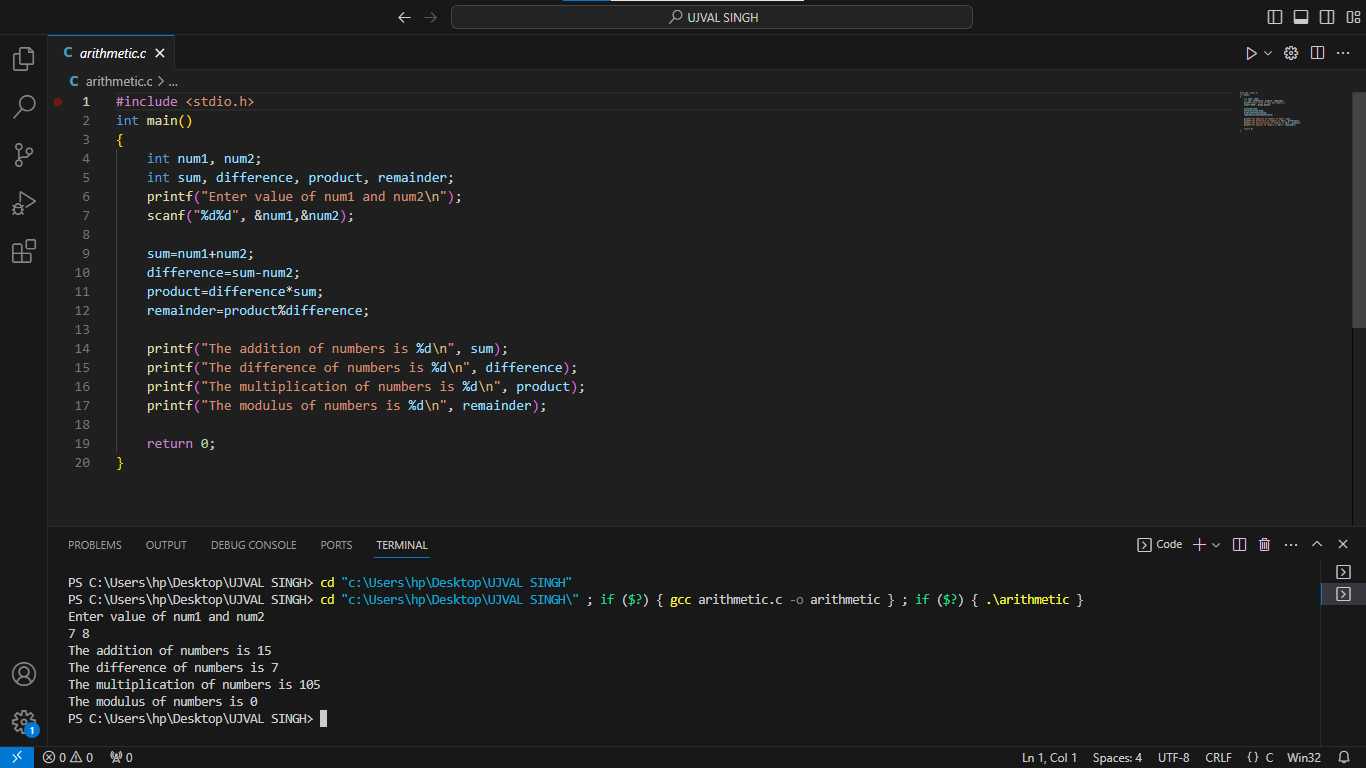 UJVAL SINGH
C arithmetic.c
C arithmetic.c > ...
1 #include <stdio.h>
2 int main()
3 {
4 int num1, num2;
5 int sum, difference, product, remainder;
6 printf("Enter value of num1 and num2\n");
7 scanf("%d%d", &num1,&num2);
8
9 sum=num1+num2;
10 difference=sum-num2;
11 product=difference*sum;
12 remainder=product%difference;
13
14 printf("The addition of numbers is %d\n", sum);
15 printf("The difference of numbers is %d\n", difference);
16 printf("The multiplication of numbers is %d\n", product);
17 printf("The modulus of numbers is %d\n", remainder);
18
19 return 0;
20 }
PROBLEMS OUTPUT DEBUG CONSOLE PORTS TERMINAL Code
PS C:\Users\hp\Desktop\UJVAL SINGH> cd "c:\Users\hp\Desktop\UJVAL SINGH"
PS C:\Users\hp\Desktop\UJVAL SINGH> cd "c:\Users\hp\Desktop\UJVAL SINGH\" ; if ($?) { gcc arithmetic.c -o arithmetic } ; if ($?) { .\arithmetic }
Enter value of num1 and num2
7 8
The addition of numbers is 15
The difference of numbers is 7
The multiplication of numbers is 105
The modulus of numbers is 0
PS C:\Users\hp\Desktop\UJVAL SINGH>
1
0 0 0 Ln 1, Col 1 Spaces: 4 UTF-8 CRLF {} C Win32